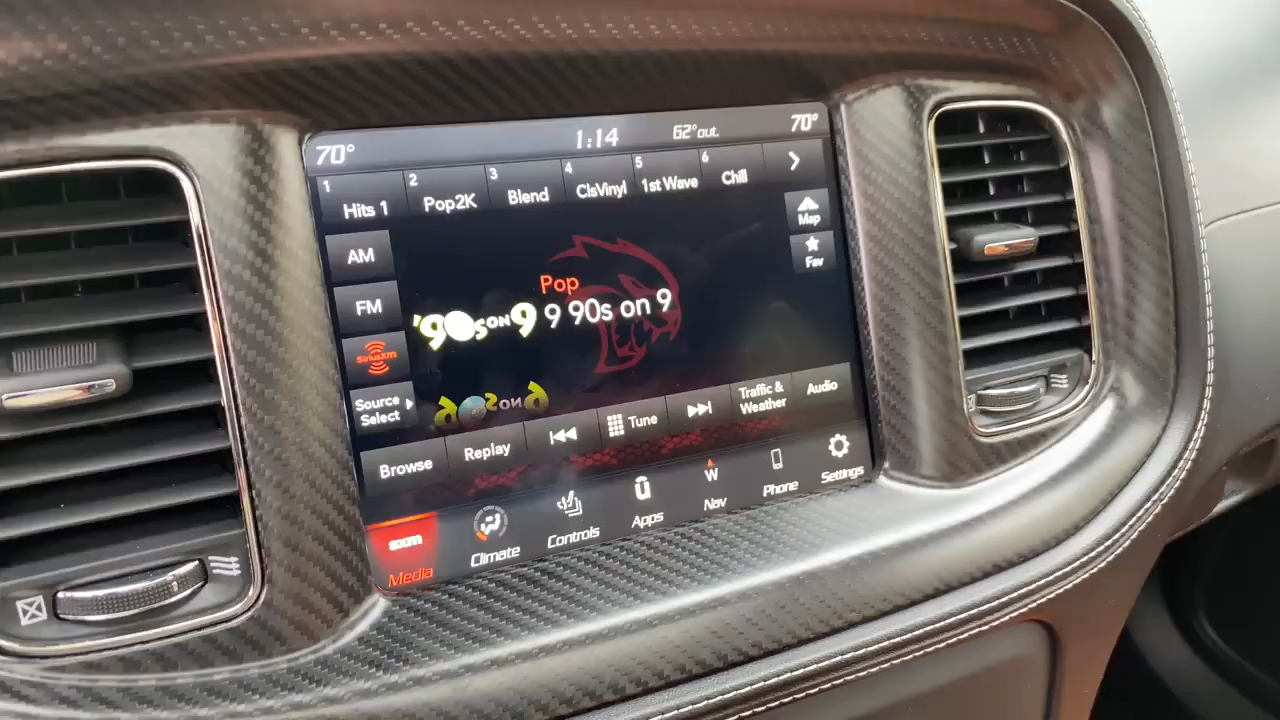 70° 1:14 62°out. 70°
1 Hits 1
2 Pop2K
3 Blend
4 ClsVinyl
5 1st Wave
6 Chill
Map
Fav
AM
FM
SiriusXM
Source
Select
Pop
'90s ON 9 9 90s on 9
Browse
Replay
Tune
Traffic &
Weather
Audio
sxm
Media
Climate
Controls
Apps
W
Nav
Phone
Settings